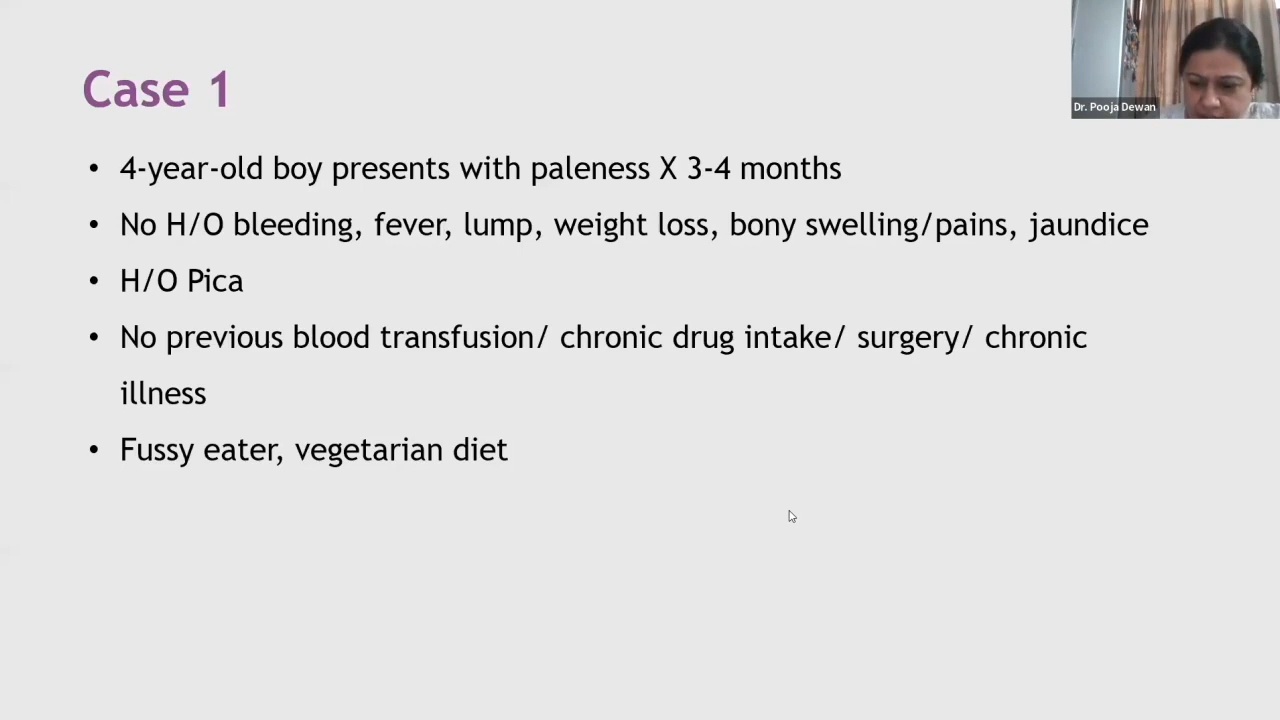 Case 1
Dr. Pooja Dewan
• 4-year-old boy presents with paleness X 3-4 months
• No H/O bleeding, fever, lump, weight loss, bony swelling/pains, jaundice
• H/O Pica
• No previous blood transfusion/ chronic drug intake/ surgery/ chronic
illness
• Fussy eater, vegetarian diet